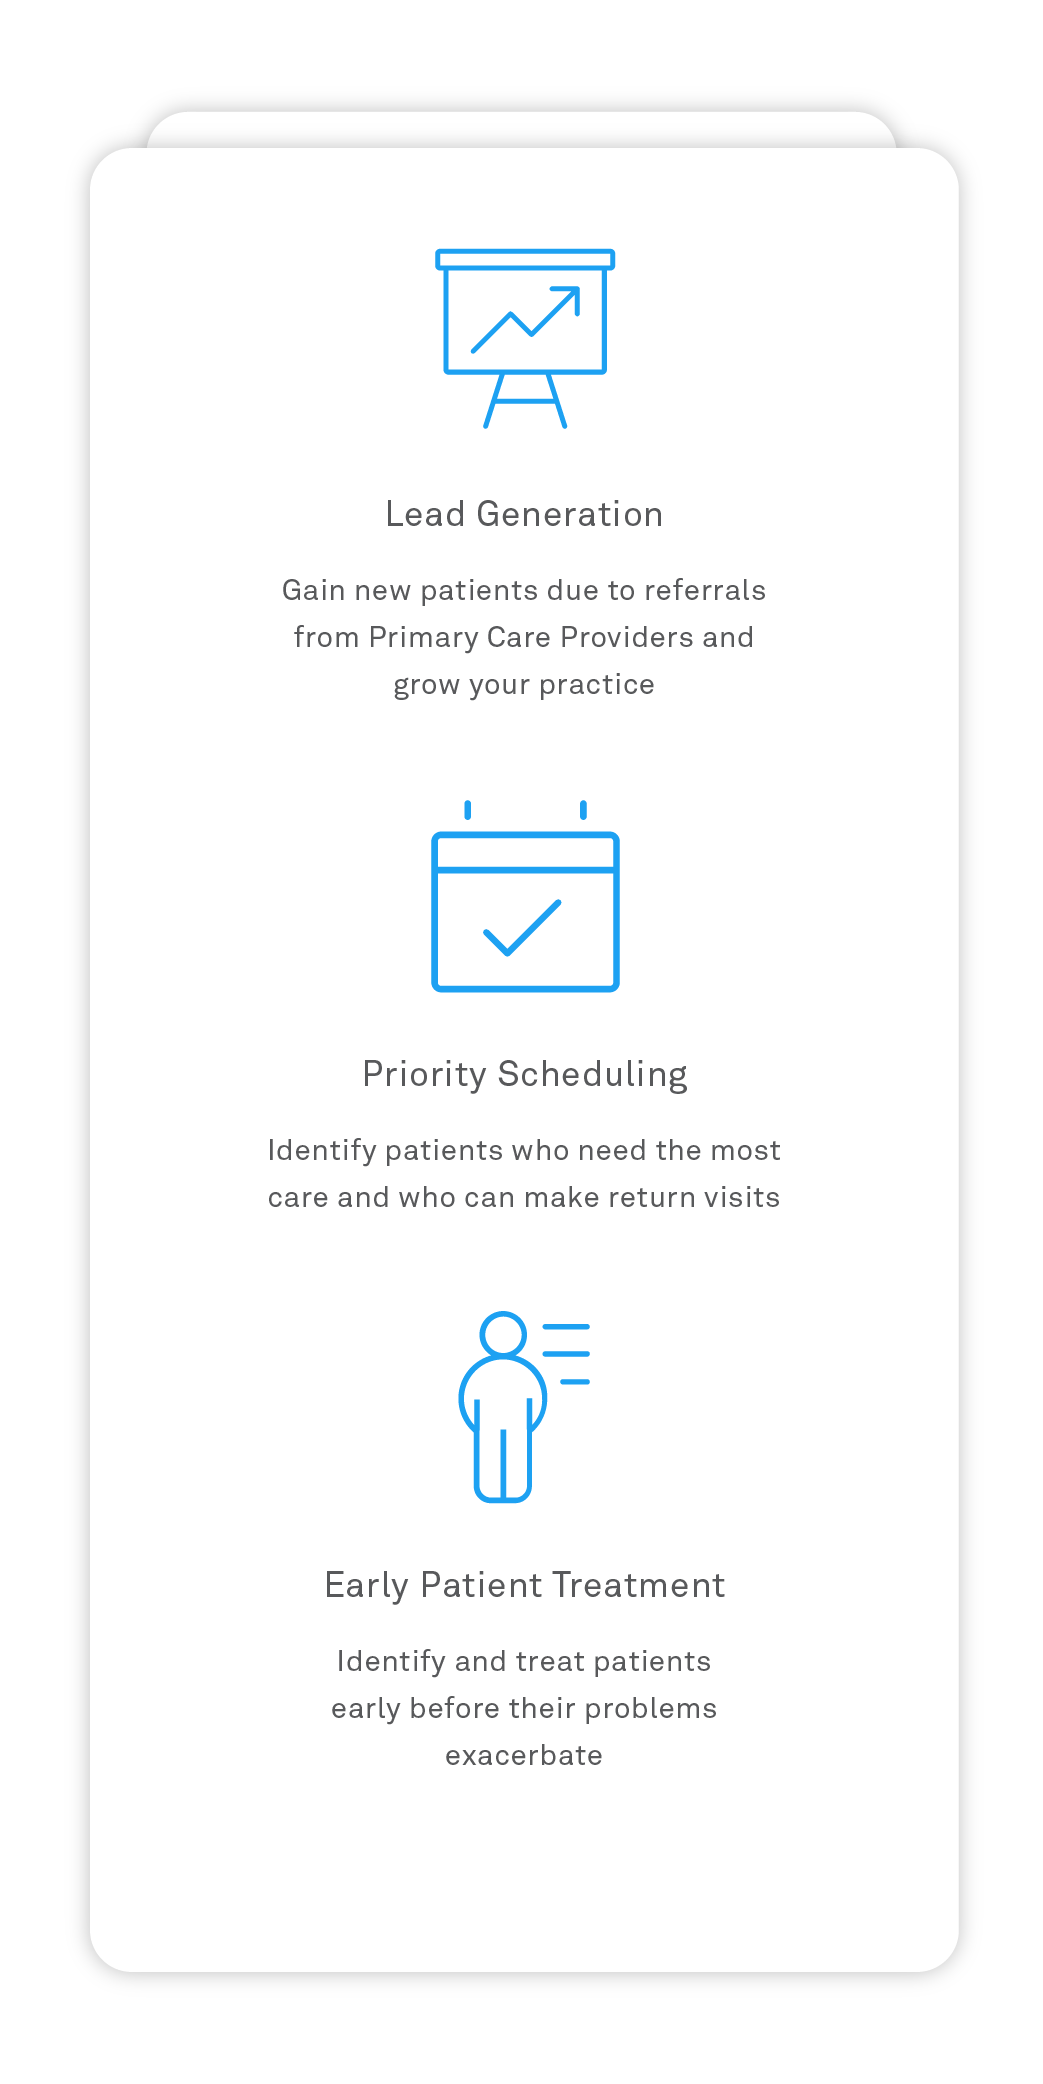 Lead Generation
Gain new patients due to referrals
from Primary Care Providers and
grow your practice
Priority Scheduling
Identify patients who need the most
care and who can make return visits
Early Patient Treatment
Identify and treat patients
early before their problems
exacerbate